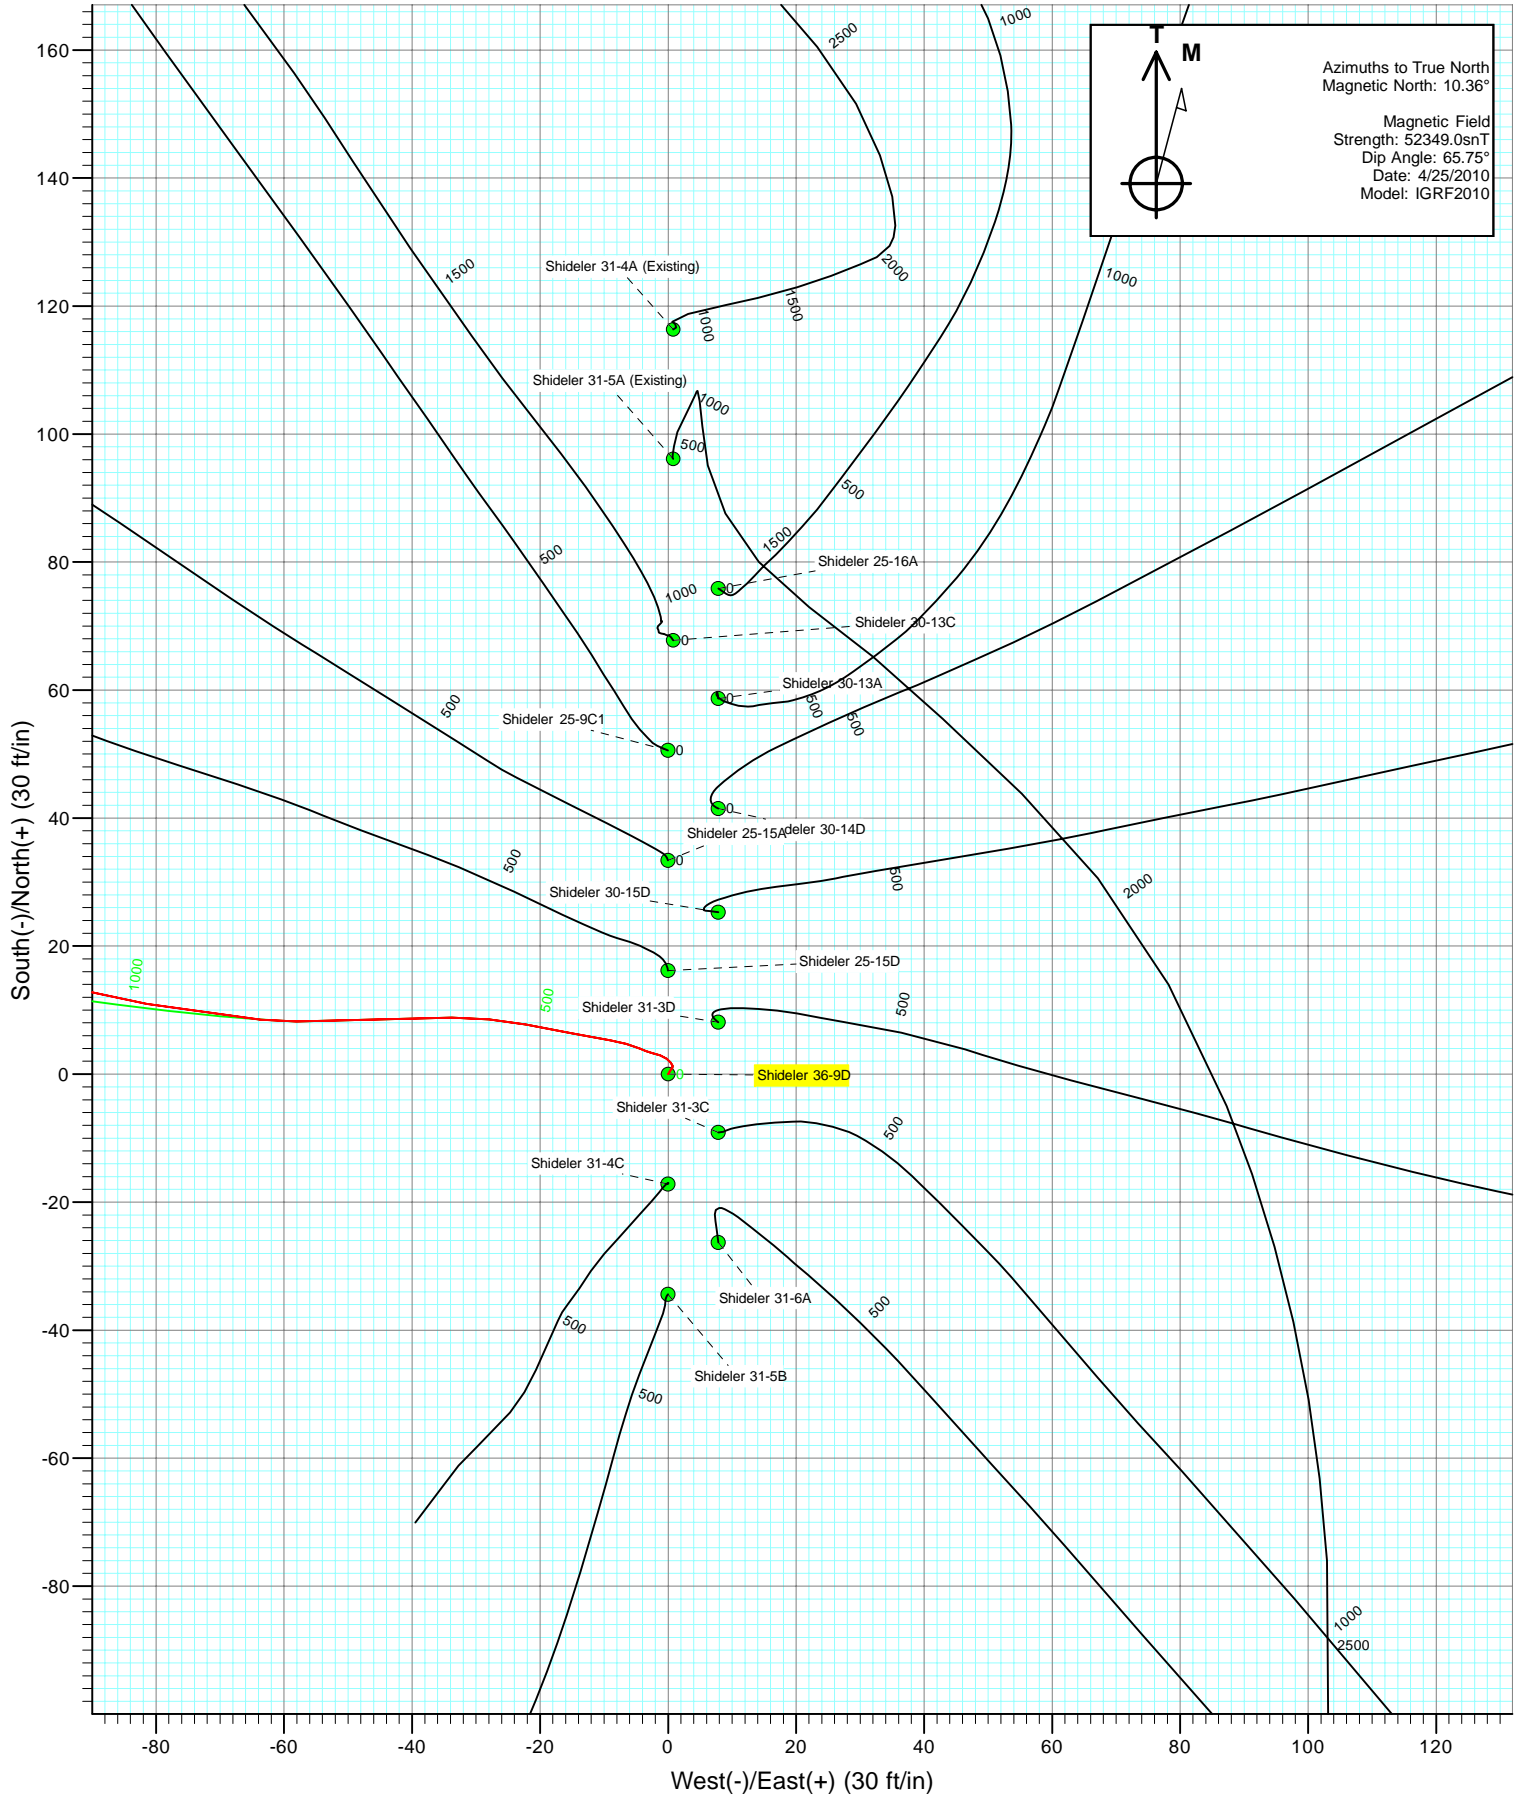 2500
1000
160
T
M
Azimuths to True North
Magnetic North: 10.36°
Magnetic Field
Strength: 52349.0snT
Dip Angle: 65.75°
Date: 4/25/2010
Model: IGRF2010
140
1500
Shideler 31-4A (Existing)
2000
1000
120
1500
1000
Shideler 31-5A (Existing)
1000
100
500
500
1500
500
80
Shideler 25-16A
0
1000
Shideler 30-13C
0
Shideler 30-13A
0
60
500
500
500
Shideler 25-9C1
0
0
40
Shideler 25-15A
deler 30-14D
0
500
500
2000
Shideler 30-15D
20
Shideler 25-15D
1000
500
500
Shideler 31-3D
0
0
Shideler 36-9D
Shideler 31-3C
500
Shideler 31-4C
-20
Shideler 31-6A
500
500
-40
Shideler 31-5B
500
-60
-80
1000
2500
-80
-60
-40
-20
0
20
40
60
80
100
120
West(-)/East(+) (30 ft/in)
South(-)/North(+) (30 ft/in)